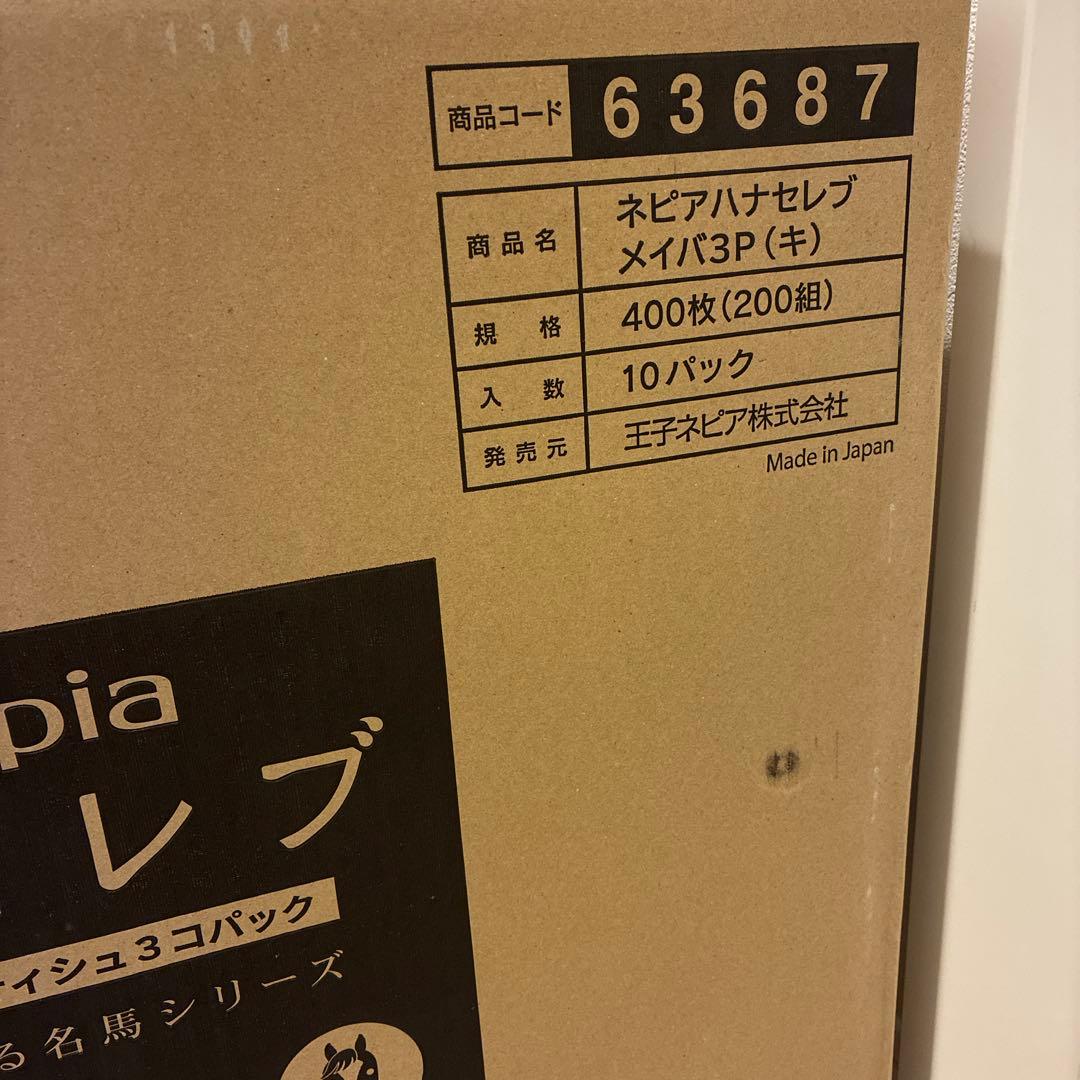 商品コード 63687
商品名 ネピアハナセレブ
メイバ3P(キ)
規格 400枚(200組)
入数 10パック
発売元 王子ネピア株式会社
Made in Japan
pia
レブ
ィシュ3コパック
る名馬シリーズ